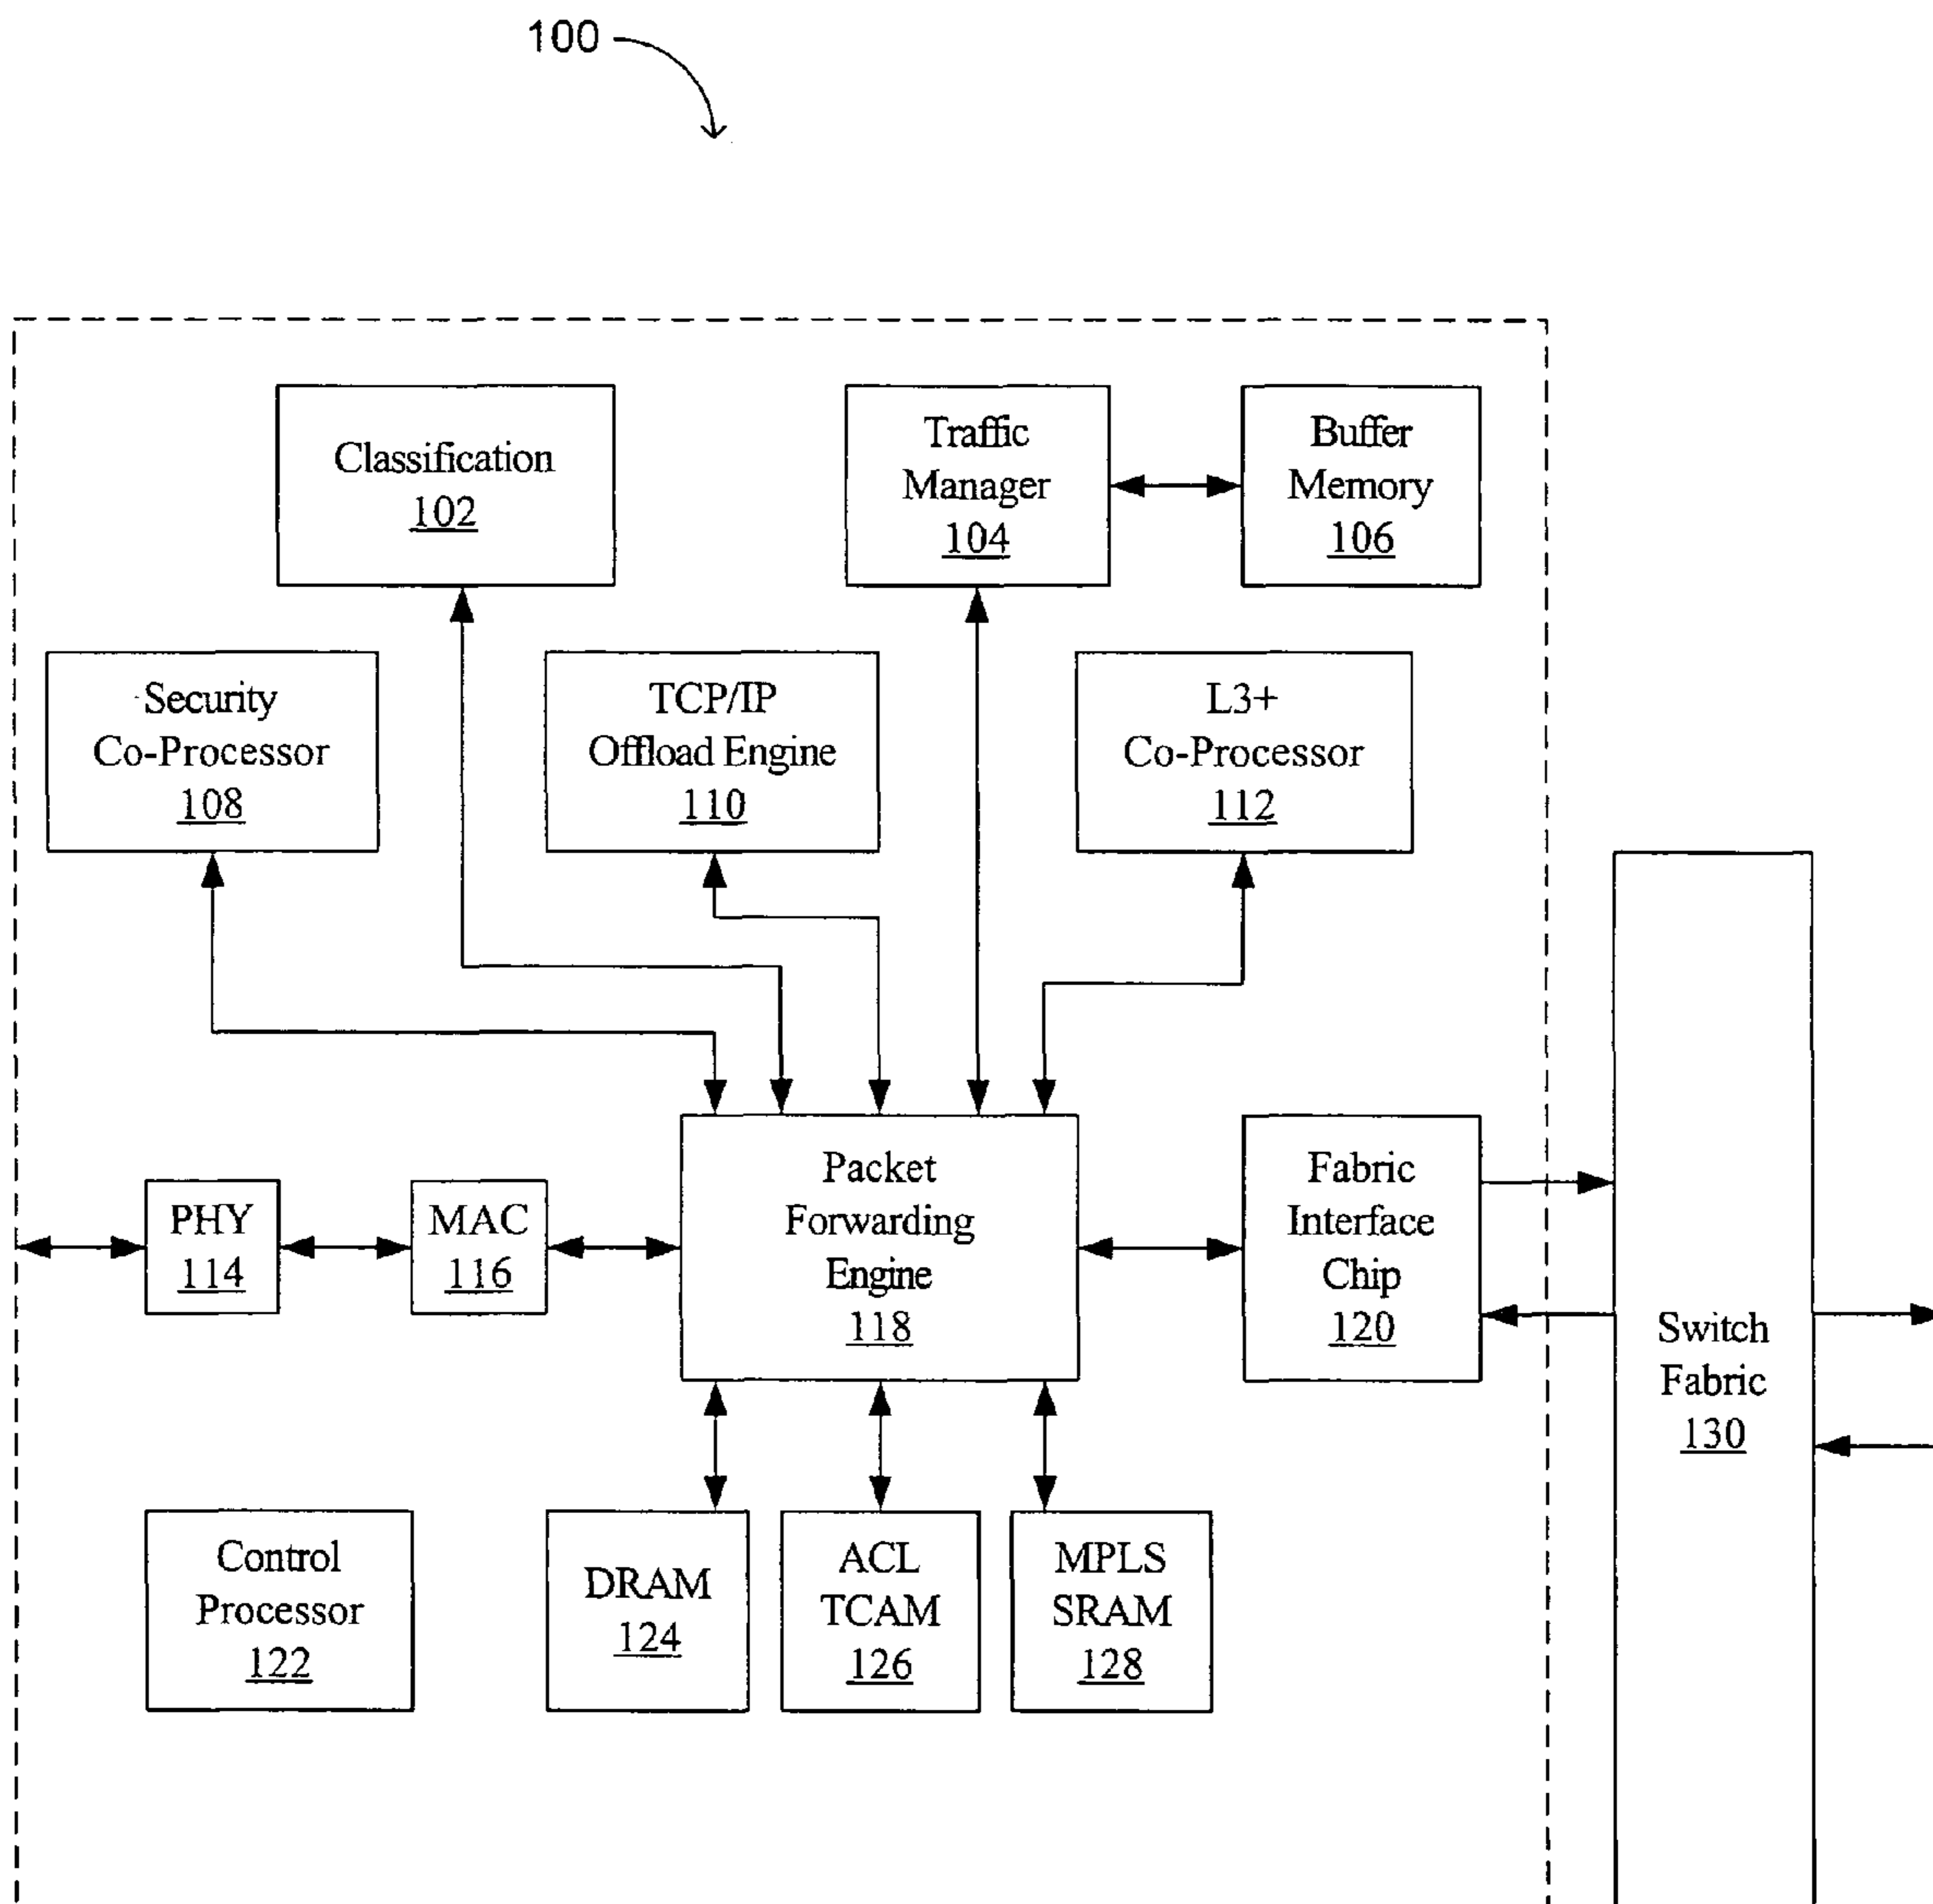 100
Classification
102
Traffic
Manager
104
Buffer
Memory
106
Security
Co-Processor
108
TCP/IP
Offload Engine
110
L3+
Co-Processor
112
PHY
114
MAC
116
Packet
Forwarding
Engine
118
Fabric
Interface
Chip
120
Switch
Fabric
130
Control
Processor
122
DRAM
124
ACL
TCAM
126
MPLS
SRAM
128